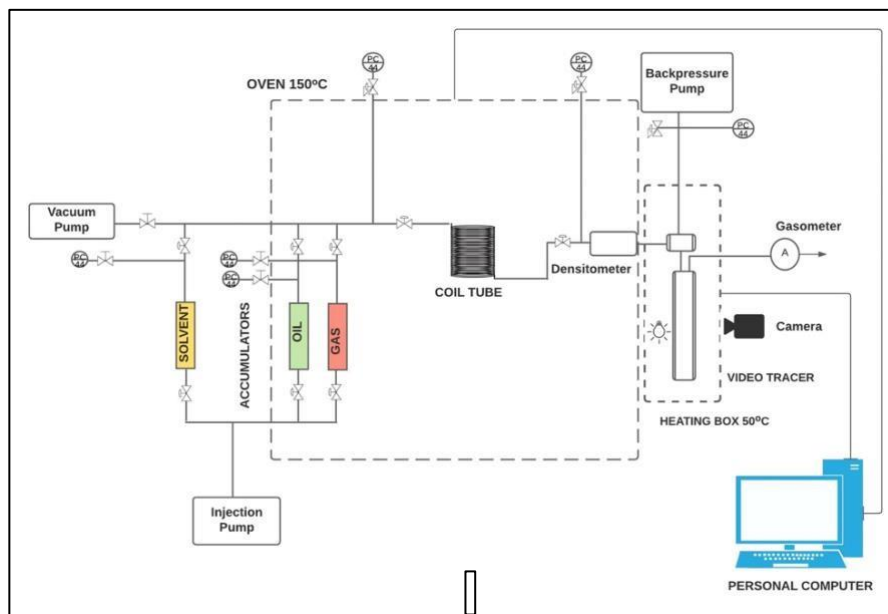 PC
44
PC
44
Backpressure
Pump
OVEN 150ºC
PC
44
Vacuum
Pump
Gasometer
A
PC
44
PC
44
PC
44
Densitometer
COIL TUBE
SOLVENT
ACCUMULATORS
OIL
GAS
Camera
VIDEO TRACER
HEATING BOX 50ºC
Injection
Pump
PERSONAL COMPUTER